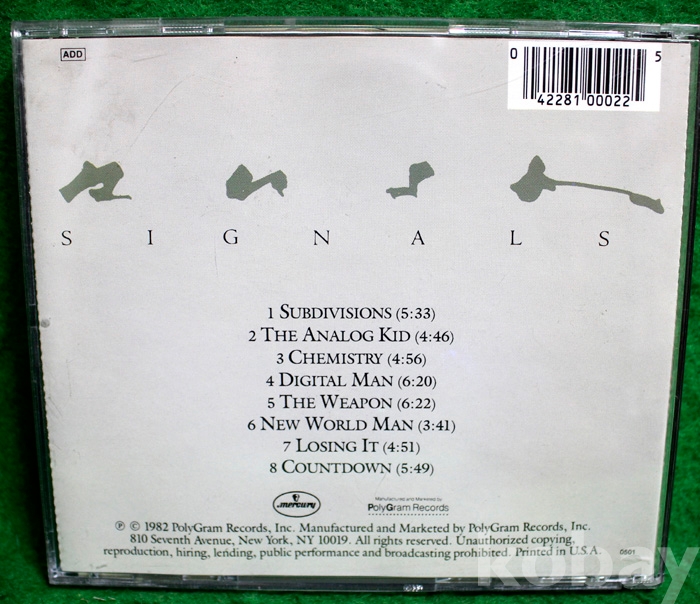 ADD
0 5
42281 00022
SIGNALS
1 SUBDIVISIONS (5:33)
2 THE ANALOG KID (4:46)
3 CHEMISTRY (4:56)
4 DIGITAL MAN (6:20)
5 THE WEAPON (6:22)
6 NEW WORLD MAN (3:41)
7 LOSING IT (4:51)
8 COUNTDOWN (5:49)
mercury
Manufactured and Marketed by
PolyGram Records
℗ © 1982 PolyGram Records, Inc. Manufactured and Marketed by PolyGram Records, Inc.
810 Seventh Avenue, New York, NY 10019. All rights reserved. Unauthorized copying,
reproduction, hiring, lending, public performance and broadcasting prohibited. Printed in U.S.A.
0501